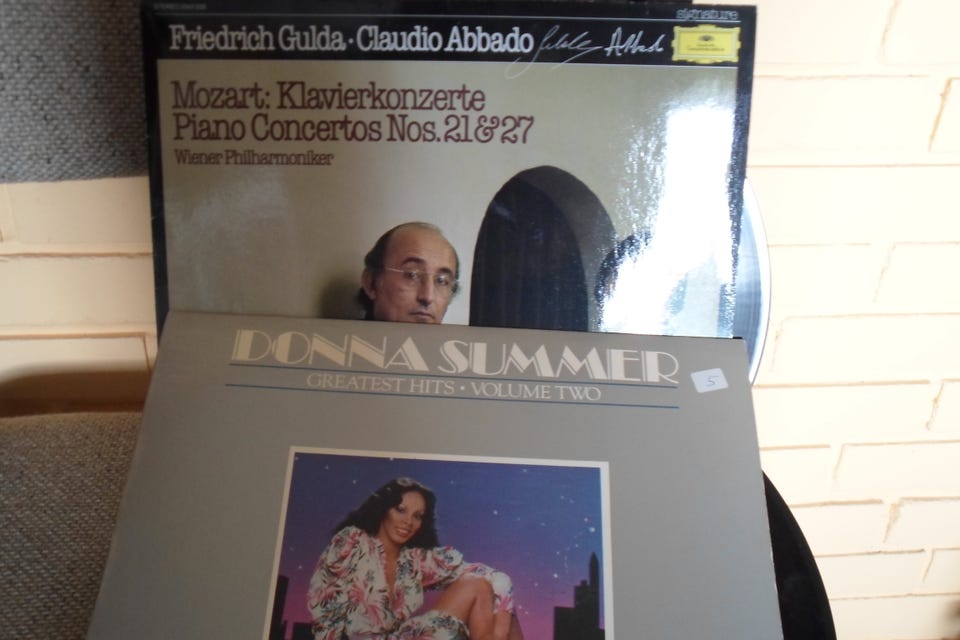 signature
Friedrich Gulda · Claudio Abbado
Mozart: Klavierkonzerte
Piano Concertos Nos. 21 & 27
Wiener Philharmoniker
DONNA SUMMER
GREATEST HITS · VOLUME TWO
5